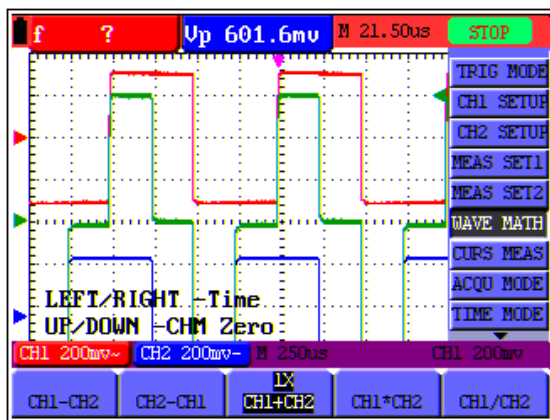 f ? Vp 601.6mv M 21.50us STOP
TRIG MODE
CH1 SETUP
CH2 SETUP
MEAS SET1
MEAS SET2
WAVE MATH
CURS MEAS
ACQU MODE
TIME MODE
LEFT/RIGHT -Time
UP/DOWN -CHM Zero
CH1 200mv~ CH2 200mv- M 250us CH1 200mv
CH1-CH2 CH2-CH1 1X CH1+CH2 CH1*CH2 CH1/CH2